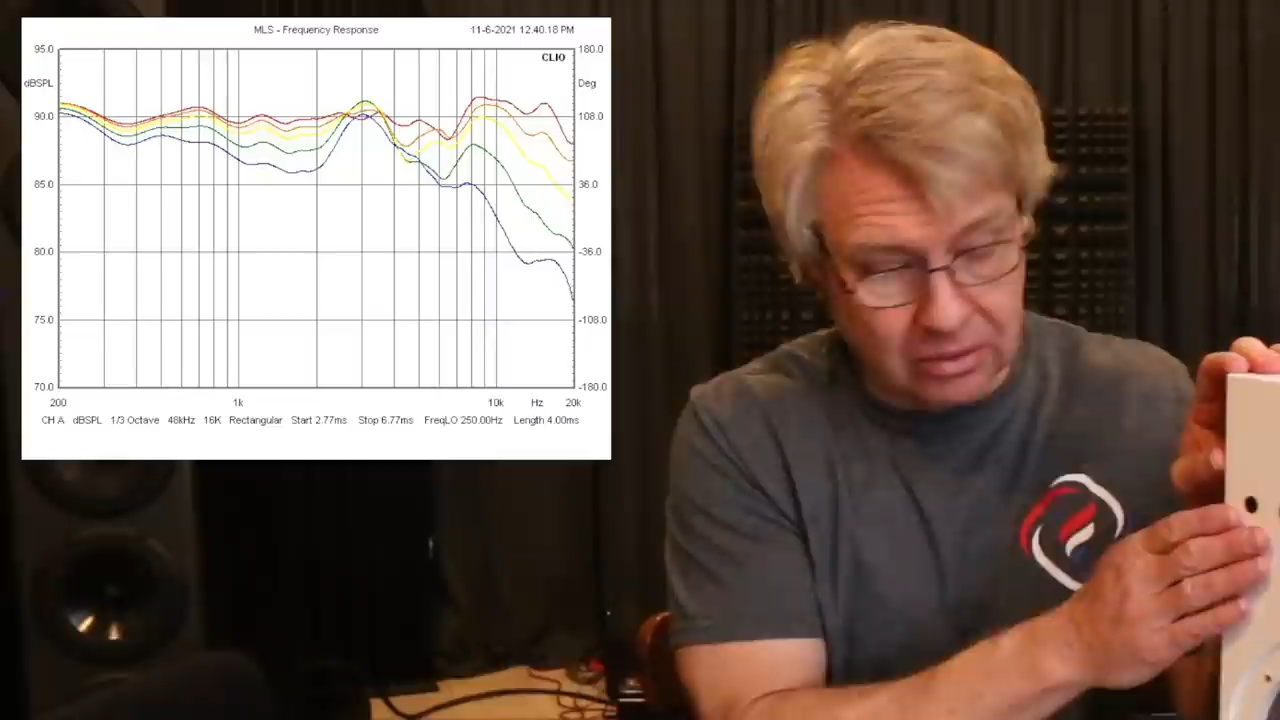 MLS - Frequency Response 11-6-2021 12.40.18 PM
95.0 180.0
CLIO
dBSPL Deg
90.0 108.0
85.0 36.0
80.0 -36.0
75.0 -108.0
70.0 -180.0
200 1k 10k Hz 20k
CH A dBSPL 1/3 Octave 48kHz 16K Rectangular Start 2.77ms Stop 6.77ms FreqLO 250.00Hz Length 4.00ms